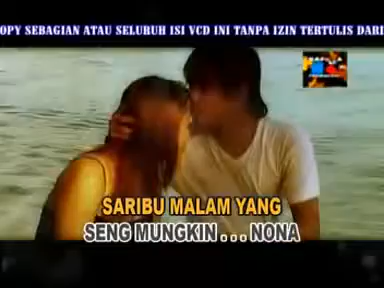 OPY SEBAGIAN ATAU SELURUH ISI VCD INI TANPA IZIN TERTULIS DARI
SARIBU MALAM YANG
SENG MUNGKIN . . . NONA